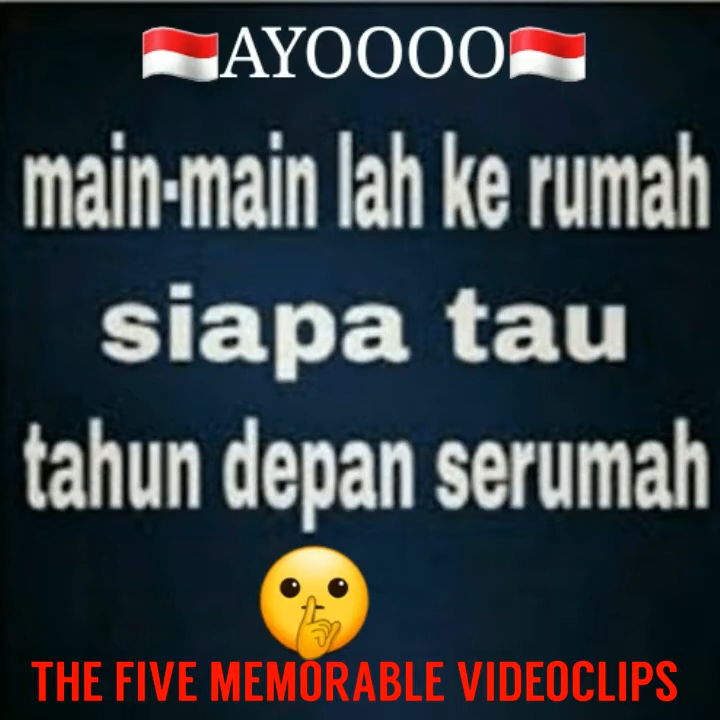 🇮🇩AYOOOO🇮🇩
main-main lah ke rumah
siapa tau
tahun depan serumah
🤫
THE FIVE MEMORABLE VIDEOCLIPS